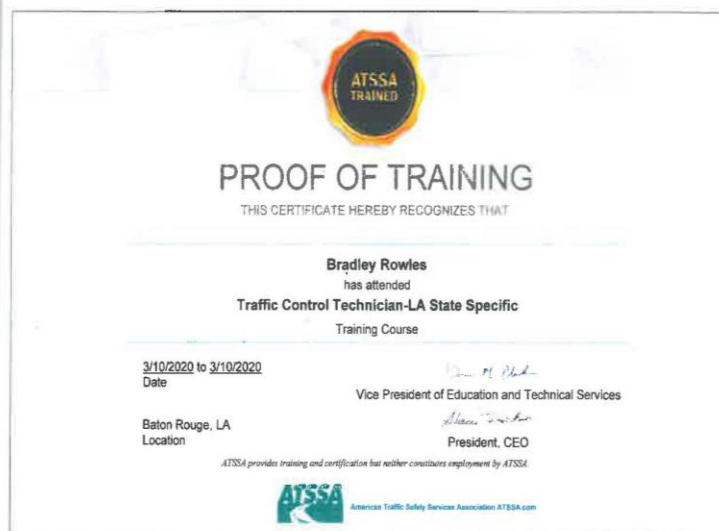 ATSSA
TRAINED
PROOF OF TRAINING
THIS CERTIFICATE HEREBY RECOGNIZES THAT
Bradley Rowles
has attended
Traffic Control Technician-LA State Specific
Training Course
3/10/2020 to 3/10/2020
Date
Vice President of Education and Technical Services
Baton Rouge, LA
Location
President, CEO
ATSSA provides training and certification but neither constitutes employment by ATSSA.
ATSSA
American Traffic Safety Services Association ATSSA.com